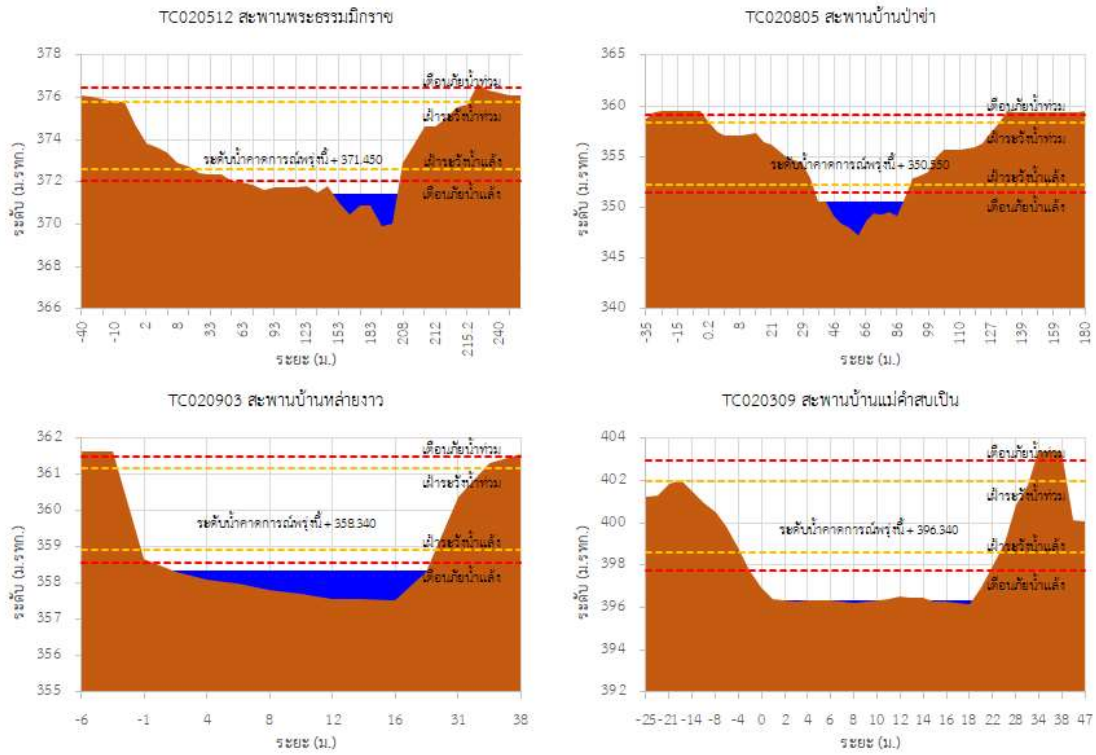 TC020512 สะพานพระธรรมมิกราช
378
376
374
372
370
368
366
ระดับ (ม.รทก.)
เตือนภัยน้ำท่วม
เฝ้าระวังน้ำท่วม
ระดับน้ำคาดการณ์พรุ่งนี้ + 371.450
เฝ้าระวังน้ำแล้ง
เตือนภัยน้ำแล้ง
-40 -10 2 8 33 63 93 123 153 183 208 212 215.2 240
ระยะ (ม.)
TC020805 สะพานบ้านป่าข่า
365
360
355
350
345
340
ระดับ (ม.รทก.)
เตือนภัยน้ำท่วม
เฝ้าระวังน้ำท่วม
ระดับน้ำคาดการณ์พรุ่งนี้ + 350.550
เฝ้าระวังน้ำแล้ง
เตือนภัยน้ำแล้ง
-35 -15 0.2 8 21 29 46 66 86 99 110 127 139 159 180
ระยะ (ม.)
TC020903 สะพานบ้านหล่ายงาว
362
361
360
359
358
357
356
355
ระดับ (ม.รทก.)
เตือนภัยน้ำท่วม
เฝ้าระวังน้ำท่วม
ระดับน้ำคาดการณ์พรุ่งนี้ + 358.340
เฝ้าระวังน้ำแล้ง
เตือนภัยน้ำแล้ง
-6 -1 4 8 12 16 31 38
ระยะ (ม.)
TC020309 สะพานบ้านแม่คำสบเปิน
404
402
400
398
396
394
392
ระดับ (ม.รทก.)
เตือนภัยน้ำท่วม
เฝ้าระวังน้ำท่วม
ระดับน้ำคาดการณ์พรุ่งนี้ + 396.340
เฝ้าระวังน้ำแล้ง
เตือนภัยน้ำแล้ง
-25 -21 -14 -8 -4 0 2 4 6 8 10 12 14 16 18 22 28 34 38 47
ระยะ (ม.)